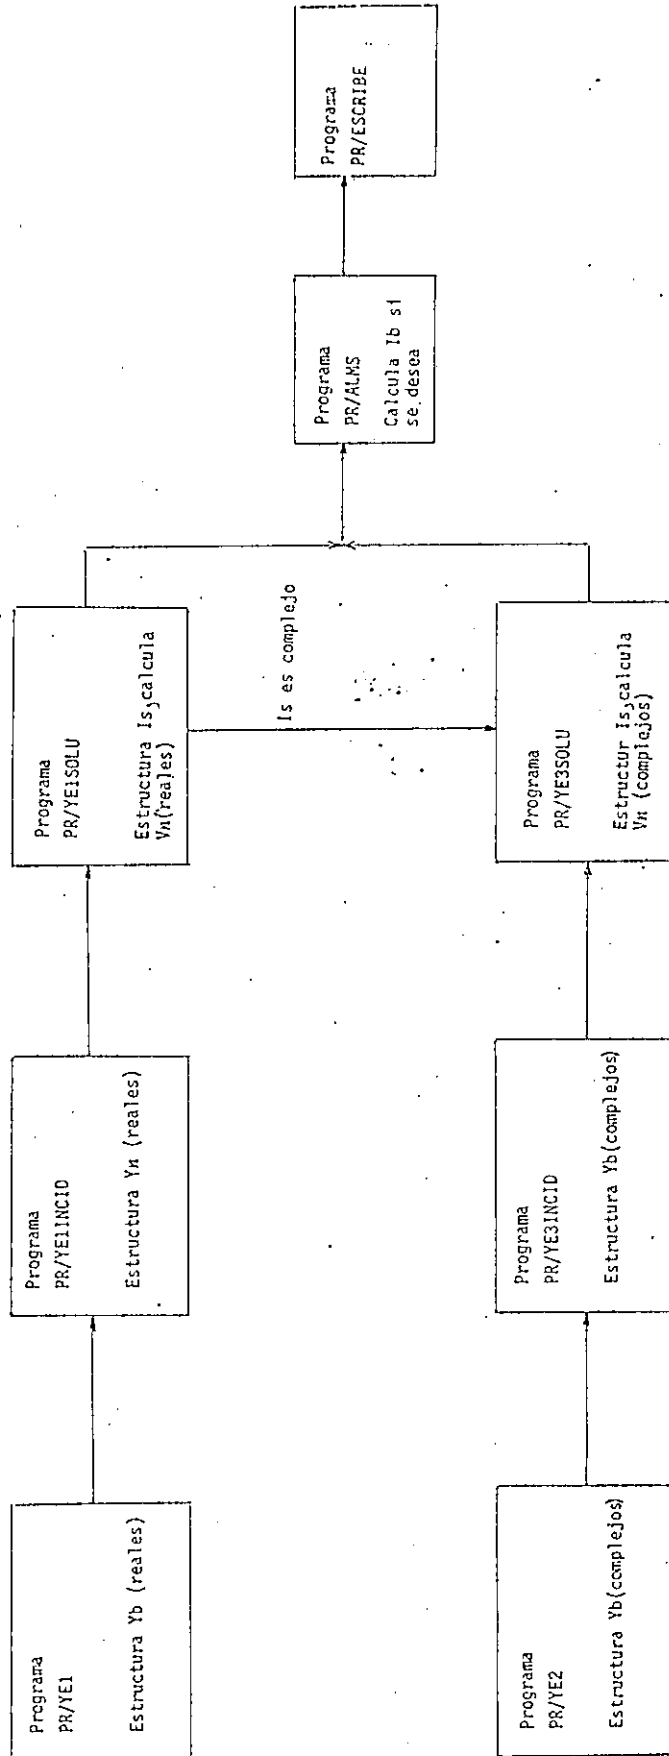 Programa
PR/YE1
Estructura Yb (reales)
Programa
PR/YE1INCID
Estructura Yn (reales)
Programa
PR/YE1SOLU
Estructura Is, calcula
Vn(reales)
Is es complejo
Programa
PR/YE2
Estructura Yb(complejos)
Programa
PR/YE3INCID
Estructura Yb(complejos)
Programa
PR/YE3SOLU
Estructur Is, calcula
Vn (complejos)
Programa
PR/ALMS
Calcula Ib si
se desea
Programa
PR/ESCRIBE